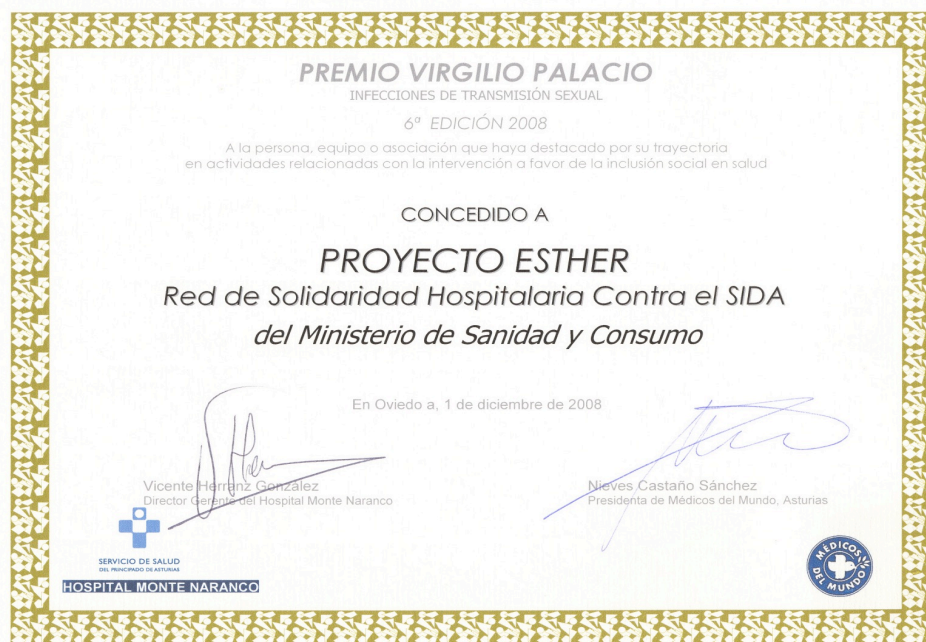 PREMIO VIRGILIO PALACIO
INFECCIONES DE TRANSMISIÓN SEXUAL
6ª EDICIÓN 2008
A la persona, equipo o asociación que haya destacado por su trayectoria
en actividades relacionadas con la intervención a favor de la inclusión social en salud
CONCEDIDO A
PROYECTO ESTHER
Red de Solidaridad Hospitalaria Contra el SIDA
del Ministerio de Sanidad y Consumo
En Oviedo a, 1 de diciembre de 2008
Vicente Herranz González
Director Gerente del Hospital Monte Naranco
Nieves Castaño Sánchez
Presidenta de Médicos del Mundo, Asturias
SERVICIO DE SALUD
DEL PRINCIPADO DE ASTURIAS
HOSPITAL MONTE NARANCO
MÉDICOS
DEL MUNDO